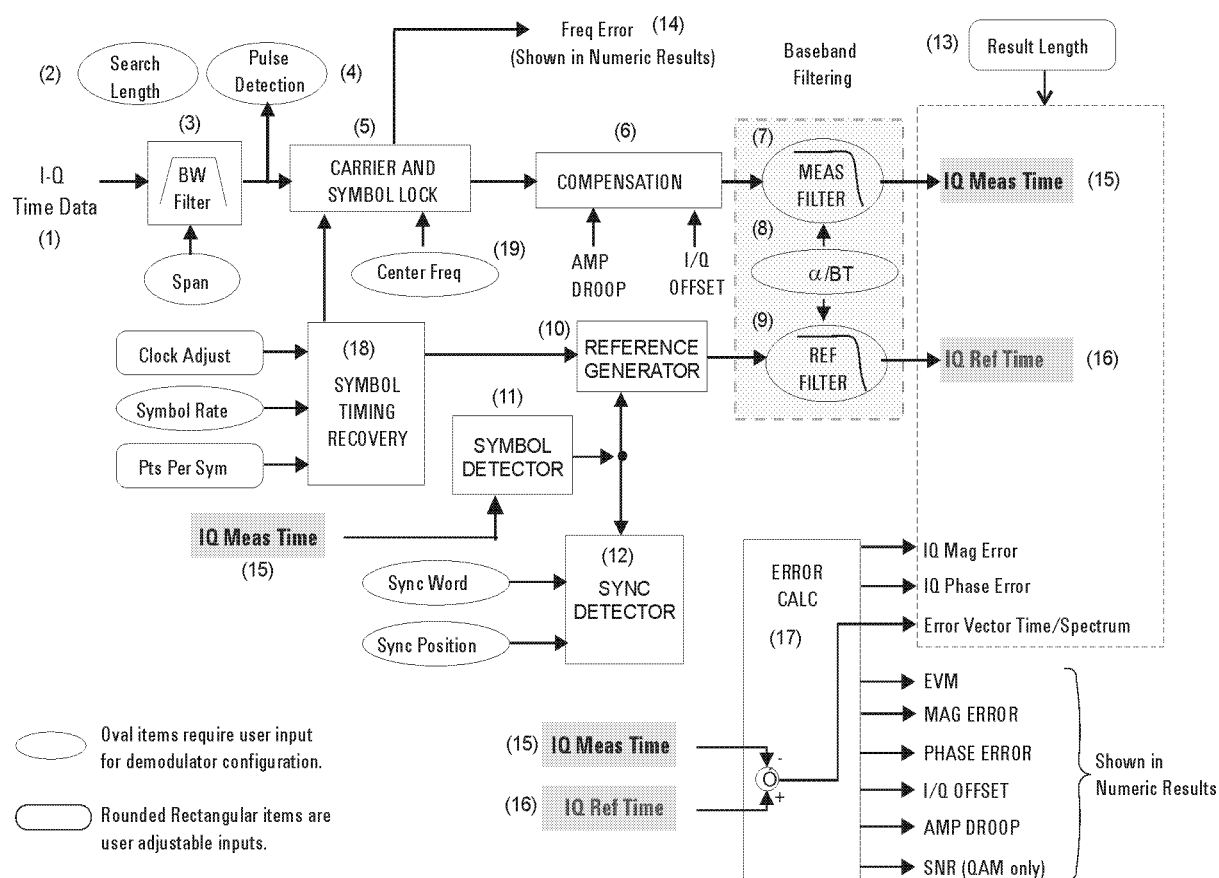 (14)
Freq Error
(Shown in Numeric Results)
(13)
Result Length
(2)
Search
Length
Pulse
Detection
(4)
Baseband
Filtering
(3)
(5)
(6)
(7)
I-Q
Time Data
(1)
BW
Filter
CARRIER AND
SYMBOL LOCK
COMPENSATION
MEAS
FILTER
IQ Meas Time
(15)
(8)
Span
Center Freq
(19)
AMP
DROOP
I/Q
OFFSET
α/BT
(9)
(10)
Clock Adjust
Symbol Rate
Pts Per Sym
(18)
SYMBOL
TIMING
RECOVERY
REFERENCE
GENERATOR
REF
FILTER
IQ Ref Time
(16)
(11)
SYMBOL
DETECTOR
IQ Meas Time
(15)
Sync Word
Sync Position
(12)
SYNC
DETECTOR
ERROR
CALC
(17)
IQ Mag Error
IQ Phase Error
Error Vector Time/Spectrum
EVM
MAG ERROR
PHASE ERROR
I/Q OFFSET
AMP DROOP
SNR (QAM only)
Shown in
Numeric Results
(15)
IQ Meas Time
-
Ó
+
(16)
IQ Ref Time
Oval items require user input
for demodulator configuration.
Rounded Rectangular items are
user adjustable inputs.